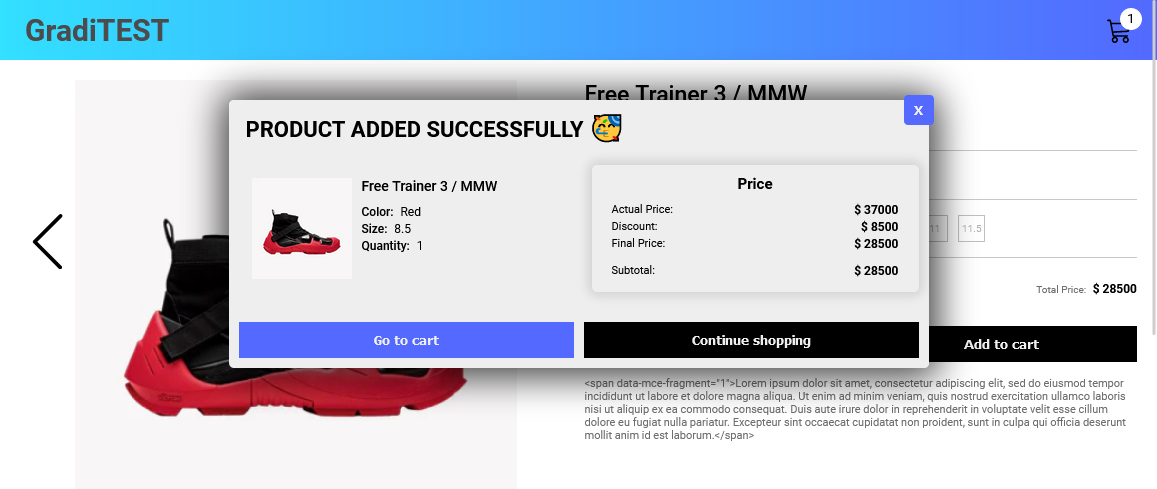 GradiTEST
1
Free Trainer 3 / MMW
X
PRODUCT ADDED SUCCESSFULLY 🥳
Free Trainer 3 / MMW
Color: Red
Size: 8.5
Quantity: 1
Price
Actual Price: $ 37000
Discount: $ 8500
Final Price: $ 28500
Subtotal: $ 28500
Go to cart
Continue shopping
11 11.5
Total Price: $ 28500
Add to cart
<span data-mce-fragment="1">Lorem ipsum dolor sit amet, consectetur adipiscing elit, sed do eiusmod tempor
incididunt ut labore et dolore magna aliqua. Ut enim ad minim veniam, quis nostrud exercitation ullamco laboris
nisi ut aliquip ex ea commodo consequat. Duis aute irure dolor in reprehenderit in voluptate velit esse cillum
dolore eu fugiat nulla pariatur. Excepteur sint occaecat cupidatat non proident, sunt in culpa qui officia deserunt
mollit anim id est laborum.</span>